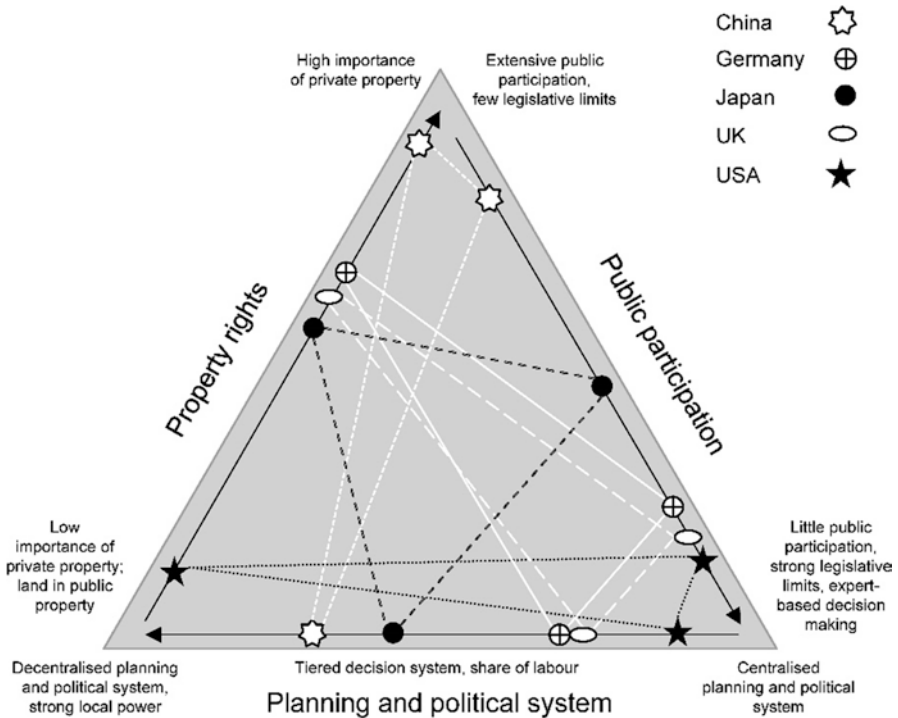 China
Germany
Japan
UK
USA
High importance
of private property
Extensive public
participation,
few legislative limits
Property rights
Public participation
Low
importance of
private property;
land in public
property
Little public
participation,
strong legislative
limits, expert-
based decision
making
Decentralised planning
and political system,
strong local power
Tiered decision system, share of labour
Centralised
planning and political
system
Planning and political system